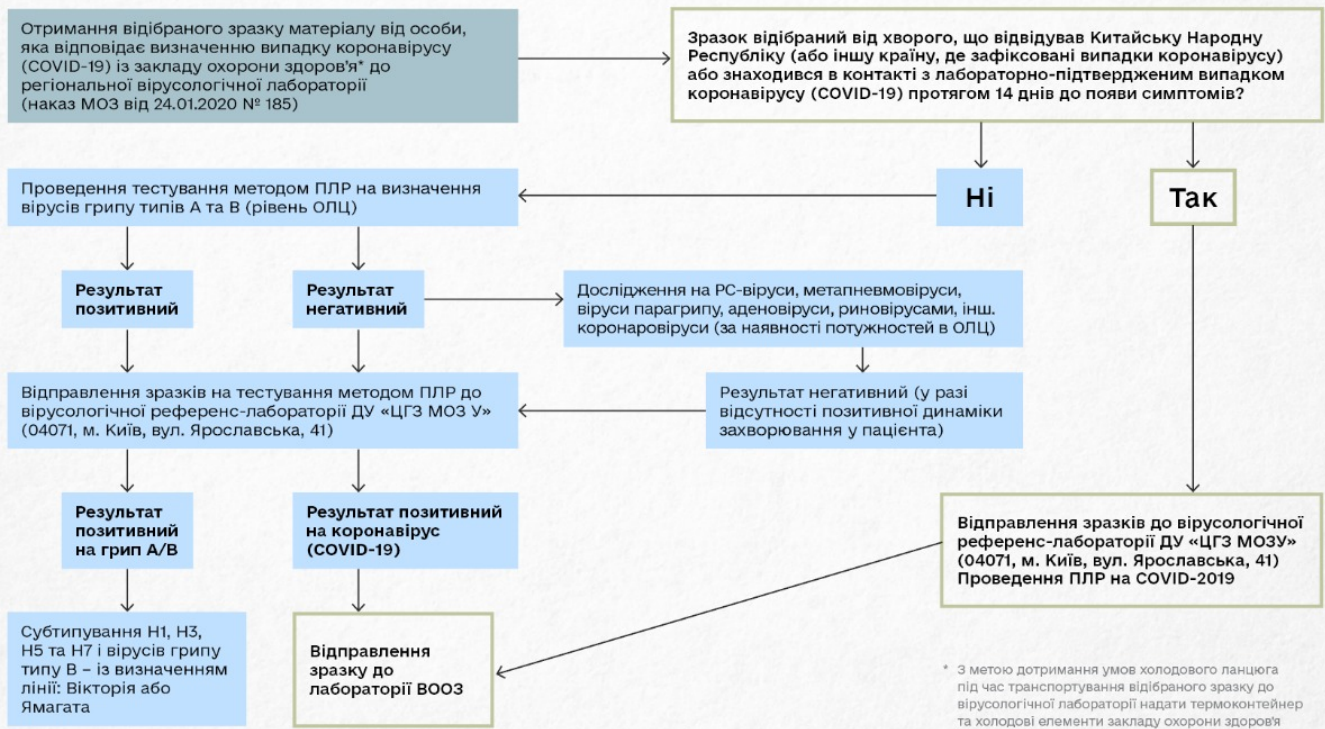 Отримання відібраного зразку матеріалу від особи,
яка відповідає визначенню випадку коронавірусу
(COVID-19) із закладу охорони здоров'я* до
регіональної вірусологічної лабораторії
(наказ МОЗ від 24.01.2020 № 185)
Зразок відібраний від хворого, що відвідував Китайську Народну
Республіку (або іншу країну, де зафіксовані випадки коронавірусу)
або знаходився в контакті з лабораторно-підтвердженим випадком
коронавірусу (COVID-19) протягом 14 днів до появи симптомів?
Проведення тестування методом ПЛР на визначення
вірусів грипу типів А та В (рівень ОЛЦ)
Ні
Так
Результат
позитивний
Результат
негативний
Дослідження на РС-віруси, метапневмовіруси,
віруси парагрипу, аденовіруси, риновірусами, інш.
коронаровіруси (за наявності потужностей в ОЛЦ)
Відправлення зразків на тестування методом ПЛР до
вірусологічної референс-лабораторії ДУ «ЦГЗ МОЗ У»
(04071, м. Київ, вул. Ярославська, 41)
Результат негативний (у разі
відсутності позитивної динаміки
захворювання у пацієнта)
Результат
позитивний
на грип А/В
Результат позитивний
на коронавірус
(COVID-19)
Відправлення зразків до вірусологічної
референс-лабораторії ДУ «ЦГЗ МОЗУ»
(04071, м. Київ, вул. Ярославська, 41)
Проведення ПЛР на COVID-2019
Субтипування Н1, Н3,
Н5 та Н7 і вірусів грипу
типу В – із визначенням
лінії: Вікторія або
Ямагата
Відправлення
зразку до
лабораторії ВООЗ
* З метою дотримання умов холодового ланцюга
під час транспортування відібраного зразку до
вірусологічної лабораторії надати термоконтейнер
та холодові елементи закладу охорони здоров'я